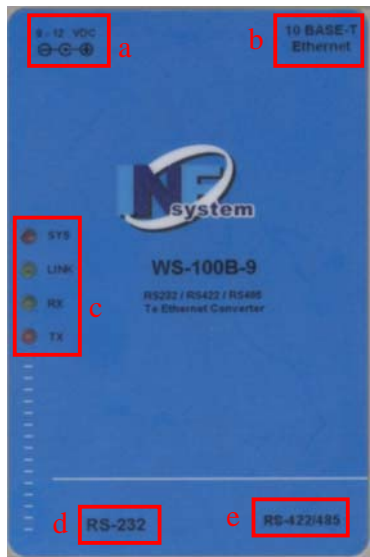 9 - 12 VDC
a
b
10 BASE-T
Ethernet
INF
system
SYS
LINK
RX
TX
c
WS-100B-9
RS232 / RS422 / RS485
To Ethernet Converter
d
RS-232
e
RS-422/485